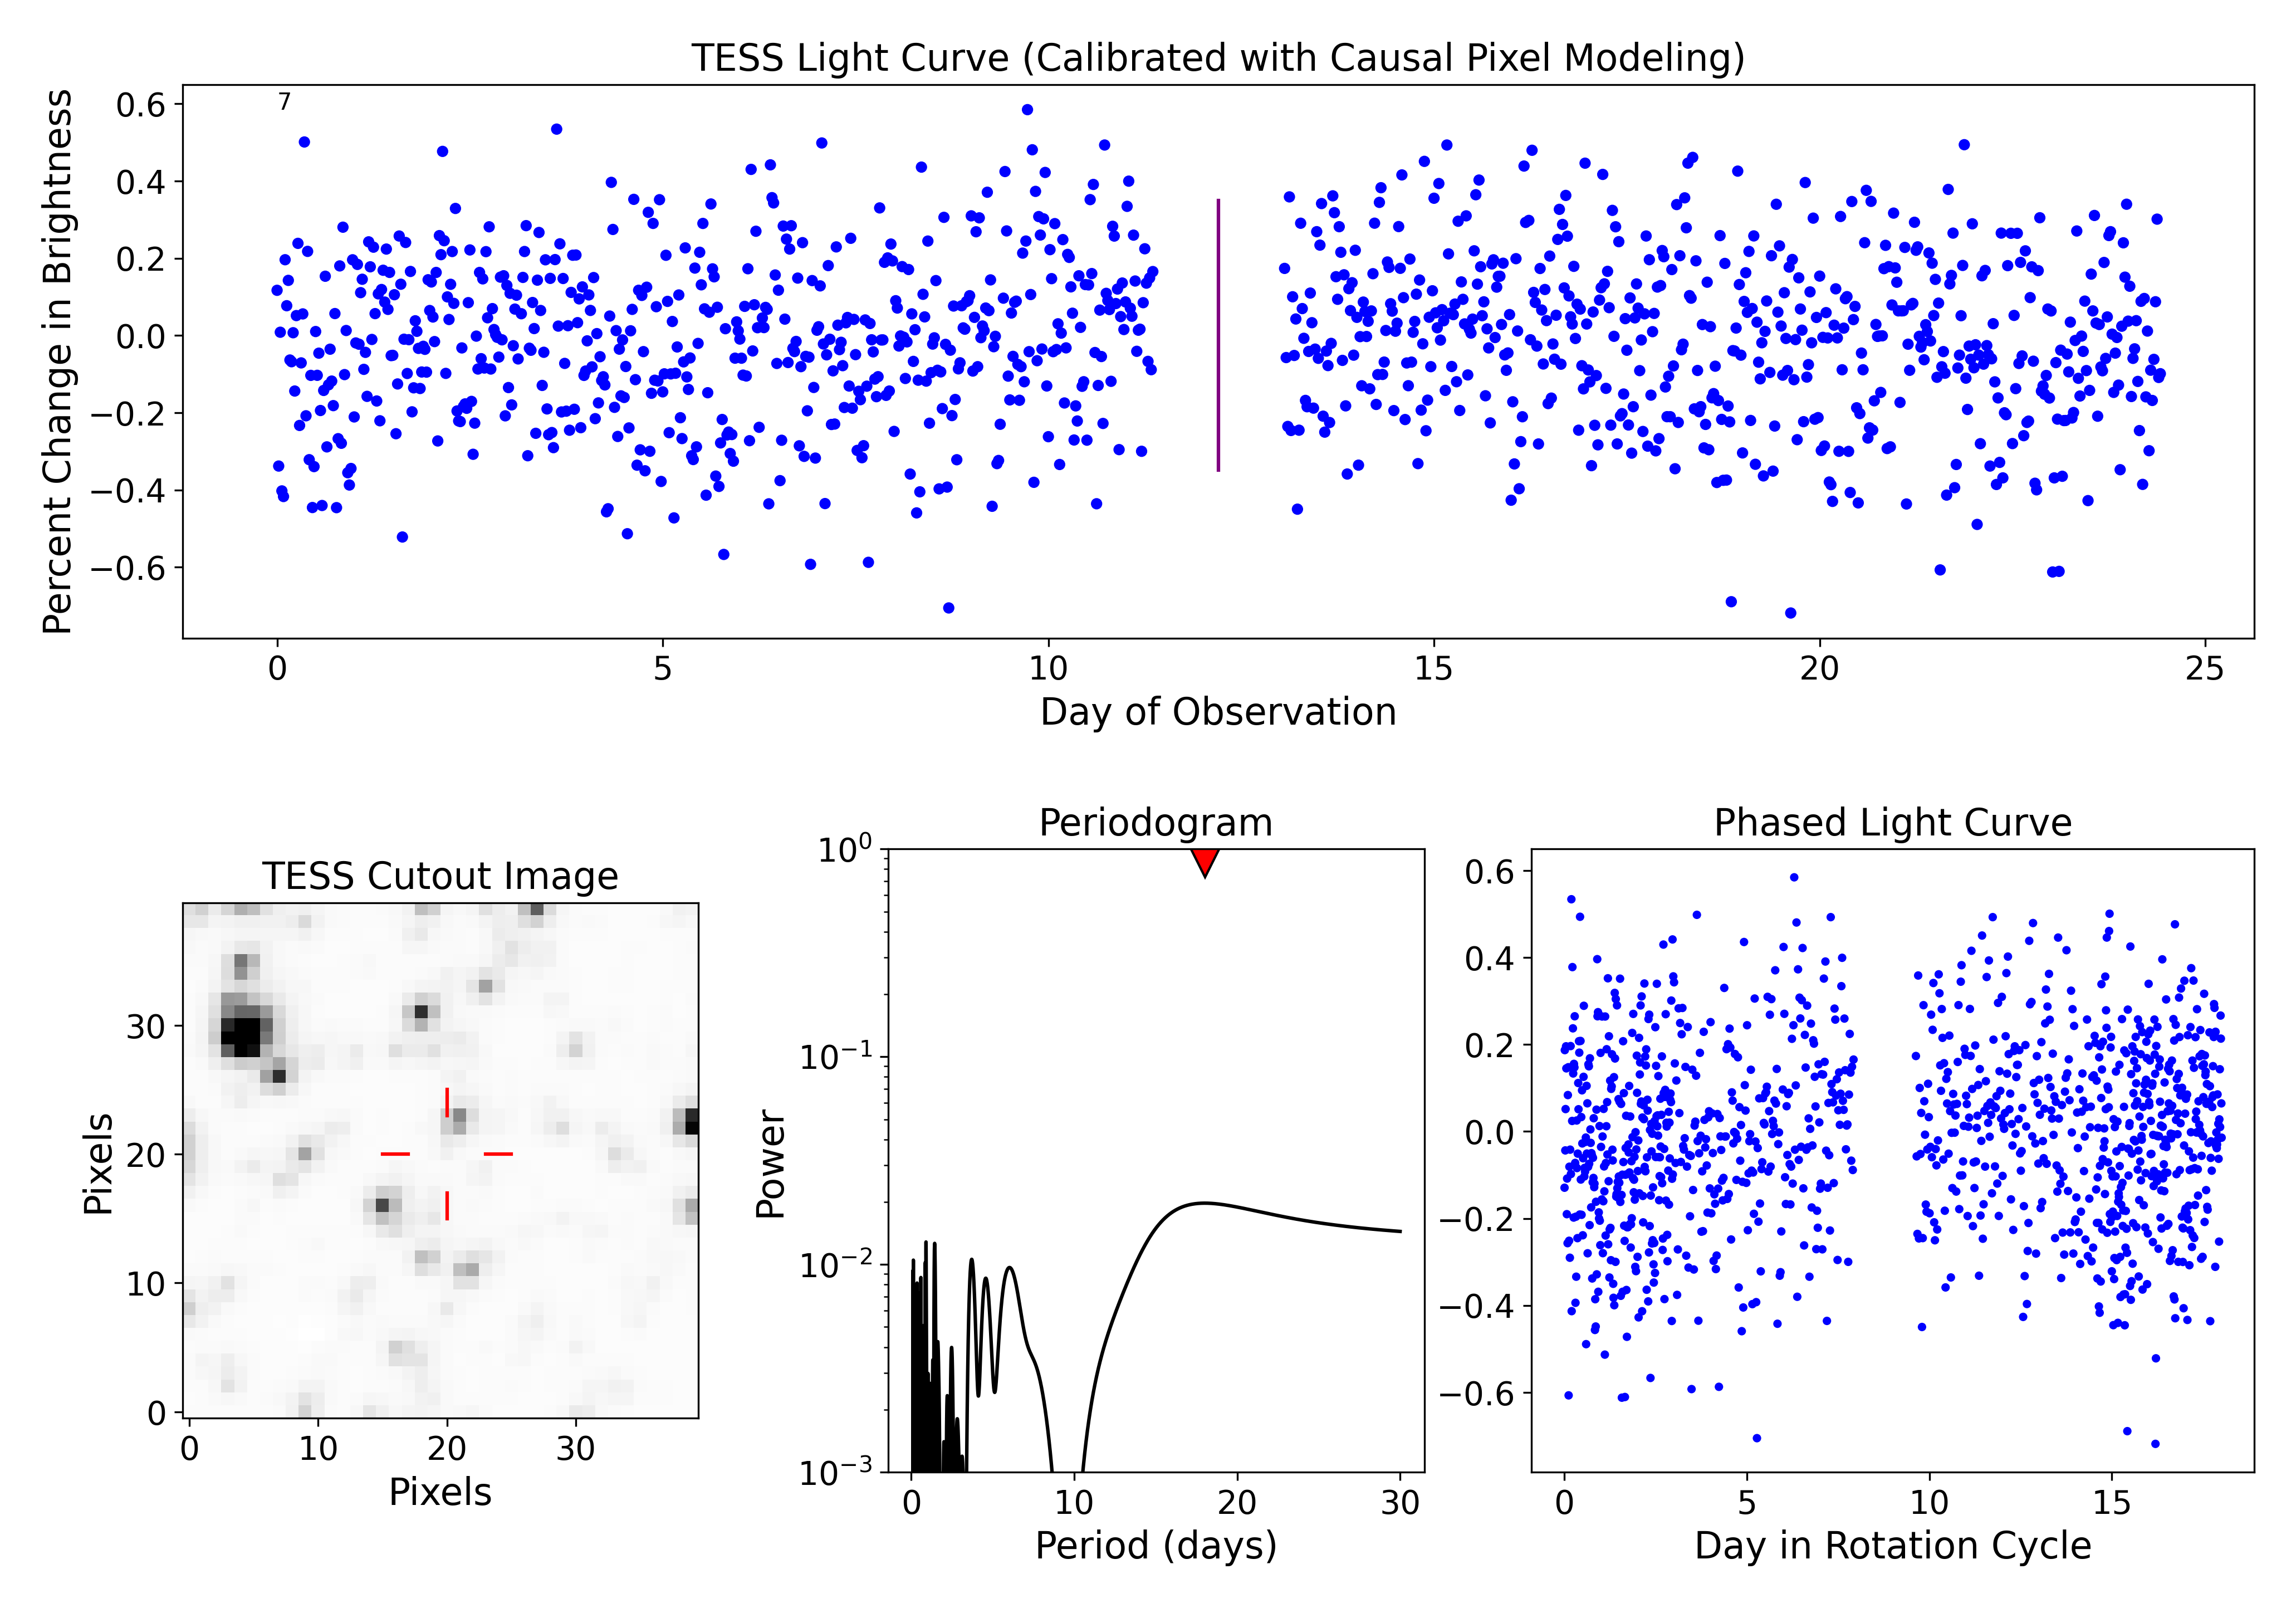 TESS Light Curve (Calibrated with Causal Pixel Modeling)
7
Percent Change in Brightness
0.6
0.4
0.2
0.0
−0.2
−0.4
−0.6
0 5 10 15 20 25
Day of Observation
TESS Cutout Image
Pixels
30
20
10
0
0 10 20 30
Pixels
Periodogram
Power
10⁰
10⁻¹
10⁻²
10⁻³
0 10 20 30
Period (days)
Phased Light Curve
0.6
0.4
0.2
0.0
−0.2
−0.4
−0.6
0 5 10 15
Day in Rotation Cycle